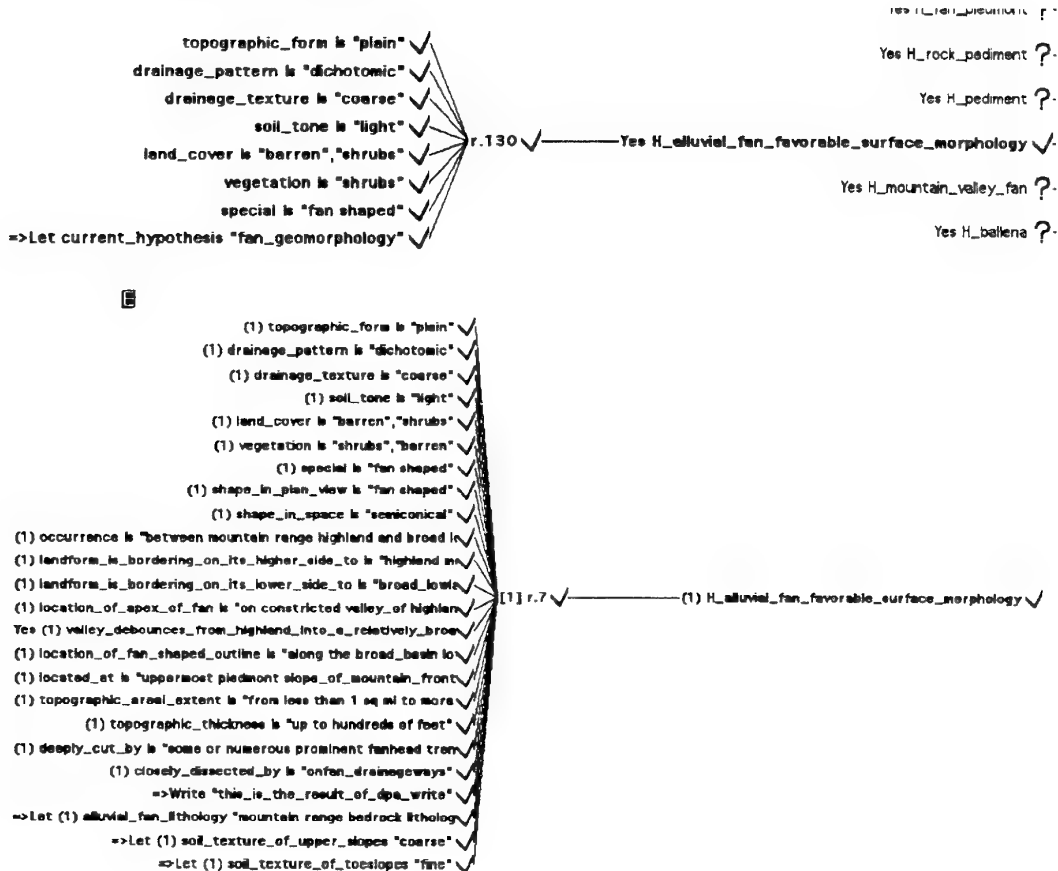 Yes H_fan_piedmont ?
topographic_form is "plain"
drainage_pattern is "dichotomic"
drainage_texture is "coarse"
soil_tone is "light"
land_cover is "barren","shrubs"
vegetation is "shrubs"
special is "fan shaped"
=>Let current_hypothesis "fan_geomorphology"
r.130
Yes H_rock_pediment ?
Yes H_pediment ?
Yes H_alluvial_fan_favorable_surface_morphology
Yes H_mountain_valley_fan ?
Yes H_ballena ?
(1) topographic_form is "plain"
(1) drainage_pattern is "dichotomic"
(1) drainage_texture is "coarse"
(1) soil_tone is "light"
(1) land_cover is "barren","shrubs"
(1) vegetation is "shrubs","barren"
(1) special is "fan shaped"
(1) shape_in_plan_view is "fan shaped"
(1) shape_in_space is "semiconical"
(1) occurrence is "between mountain range highland and broad l
(1) landform_is_bordering_on_its_higher_side_to is "highland m
(1) landform_is_bordering_on_its_lower_side_to is "broad_lowla
(1) location_of_apex_of_fan is "on constricted valley_of highlan
Yes (1) valley_debounces_from_highland_into_a_relatively_broa
(1) location_of_fan_shaped_outline is "along the broad_basin lo
(1) located_at is "uppermost piedmont slope_of_mountain_front
(1) topographic_areal_extent is "from less than 1 sq mi to more
(1) topographic_thickness is "up to hundreds of feet"
(1) deeply_cut_by is "some or numerous prominent fanhead tren
(1) closely_dissected_by is "onfan_drainageways"
=>Write "this_is_the_result_of_dpa_write"
=>Let (1) alluvial_fan_lithology "mountain range bedrock litholog
=>Let (1) soil_texture_of_upper_slopes "coarse"
=>Let (1) soil_texture_of_toeslopes "fine"
[1] r.7
(1) H_alluvial_fan_favorable_surface_morphology